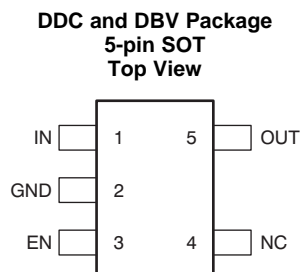 DDC and DBV Package
5-pin SOT
Top View
IN 1 5 OUT
GND 2
EN 3 4 NC